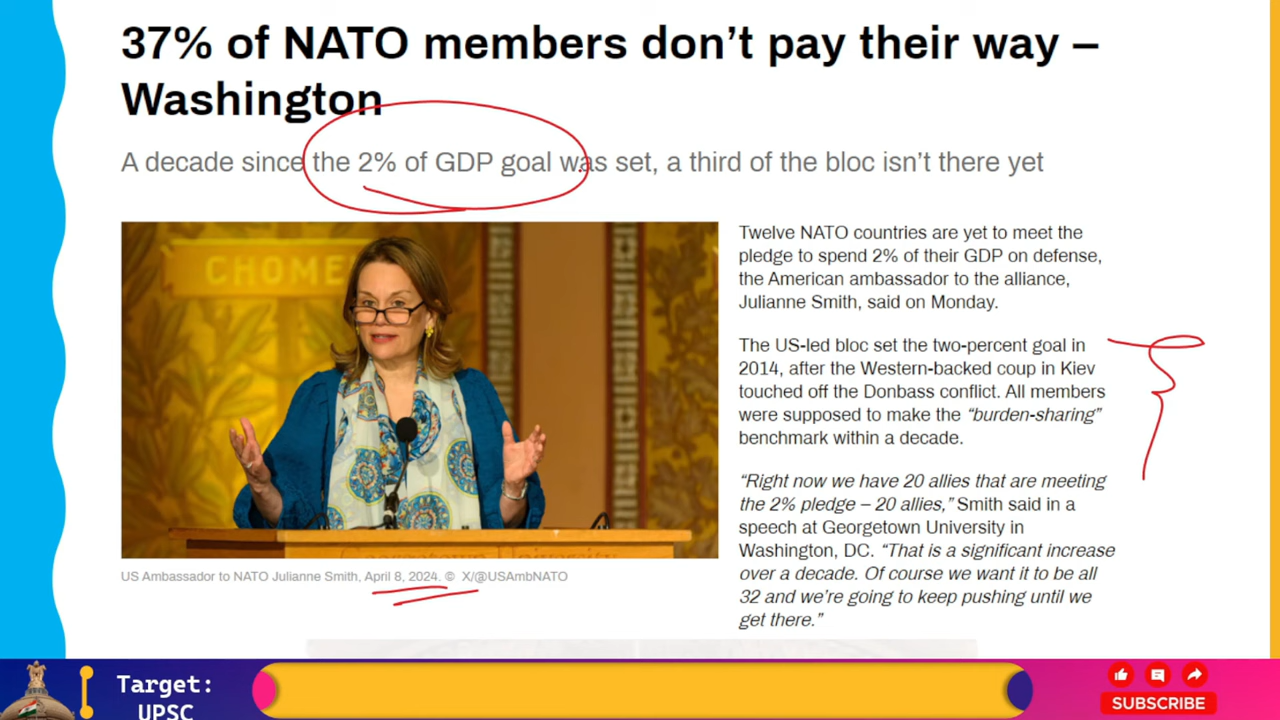 37% of NATO members don’t pay their way –
Washington
A decade since the 2% of GDP goal was set, a third of the bloc isn’t there yet
CHOME
Georgetown University
US Ambassador to NATO Julianne Smith, April 8, 2024. © X/@USAmbNATO
Twelve NATO countries are yet to meet the
pledge to spend 2% of their GDP on defense,
the American ambassador to the alliance,
Julianne Smith, said on Monday.
The US-led bloc set the two-percent goal in
2014, after the Western-backed coup in Kiev
touched off the Donbass conflict. All members
were supposed to make the “burden-sharing”
benchmark within a decade.
“Right now we have 20 allies that are meeting
the 2% pledge – 20 allies,” Smith said in a
speech at Georgetown University in
Washington, DC. “That is a significant increase
over a decade. Of course we want it to be all
32 and we’re going to keep pushing until we
get there.”
Target:
UPSC
SUBSCRIBE